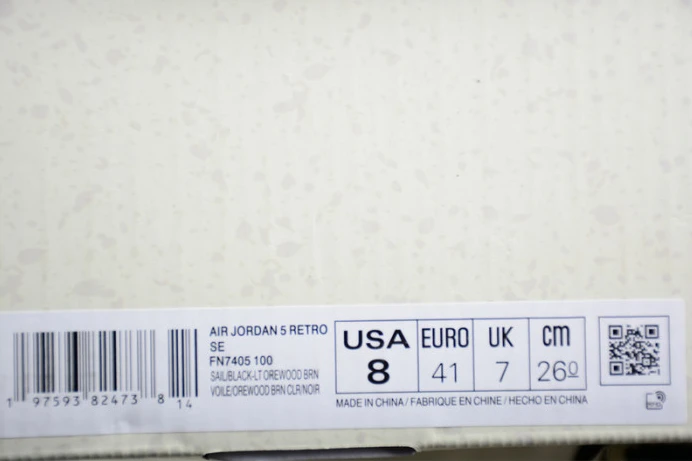 AIR JORDAN 5 RETRO
SE
FN7405 100
SAIL/BLACK-LT OREWOOD BRN
VOILE/OREWOOD BRN CLR/NOIR
USA EURO UK cm
8 41 7 26º
MADE IN CHINA / FABRIQUE EN CHINE / HECHO EN CHINA
1 97593 82473 8 14